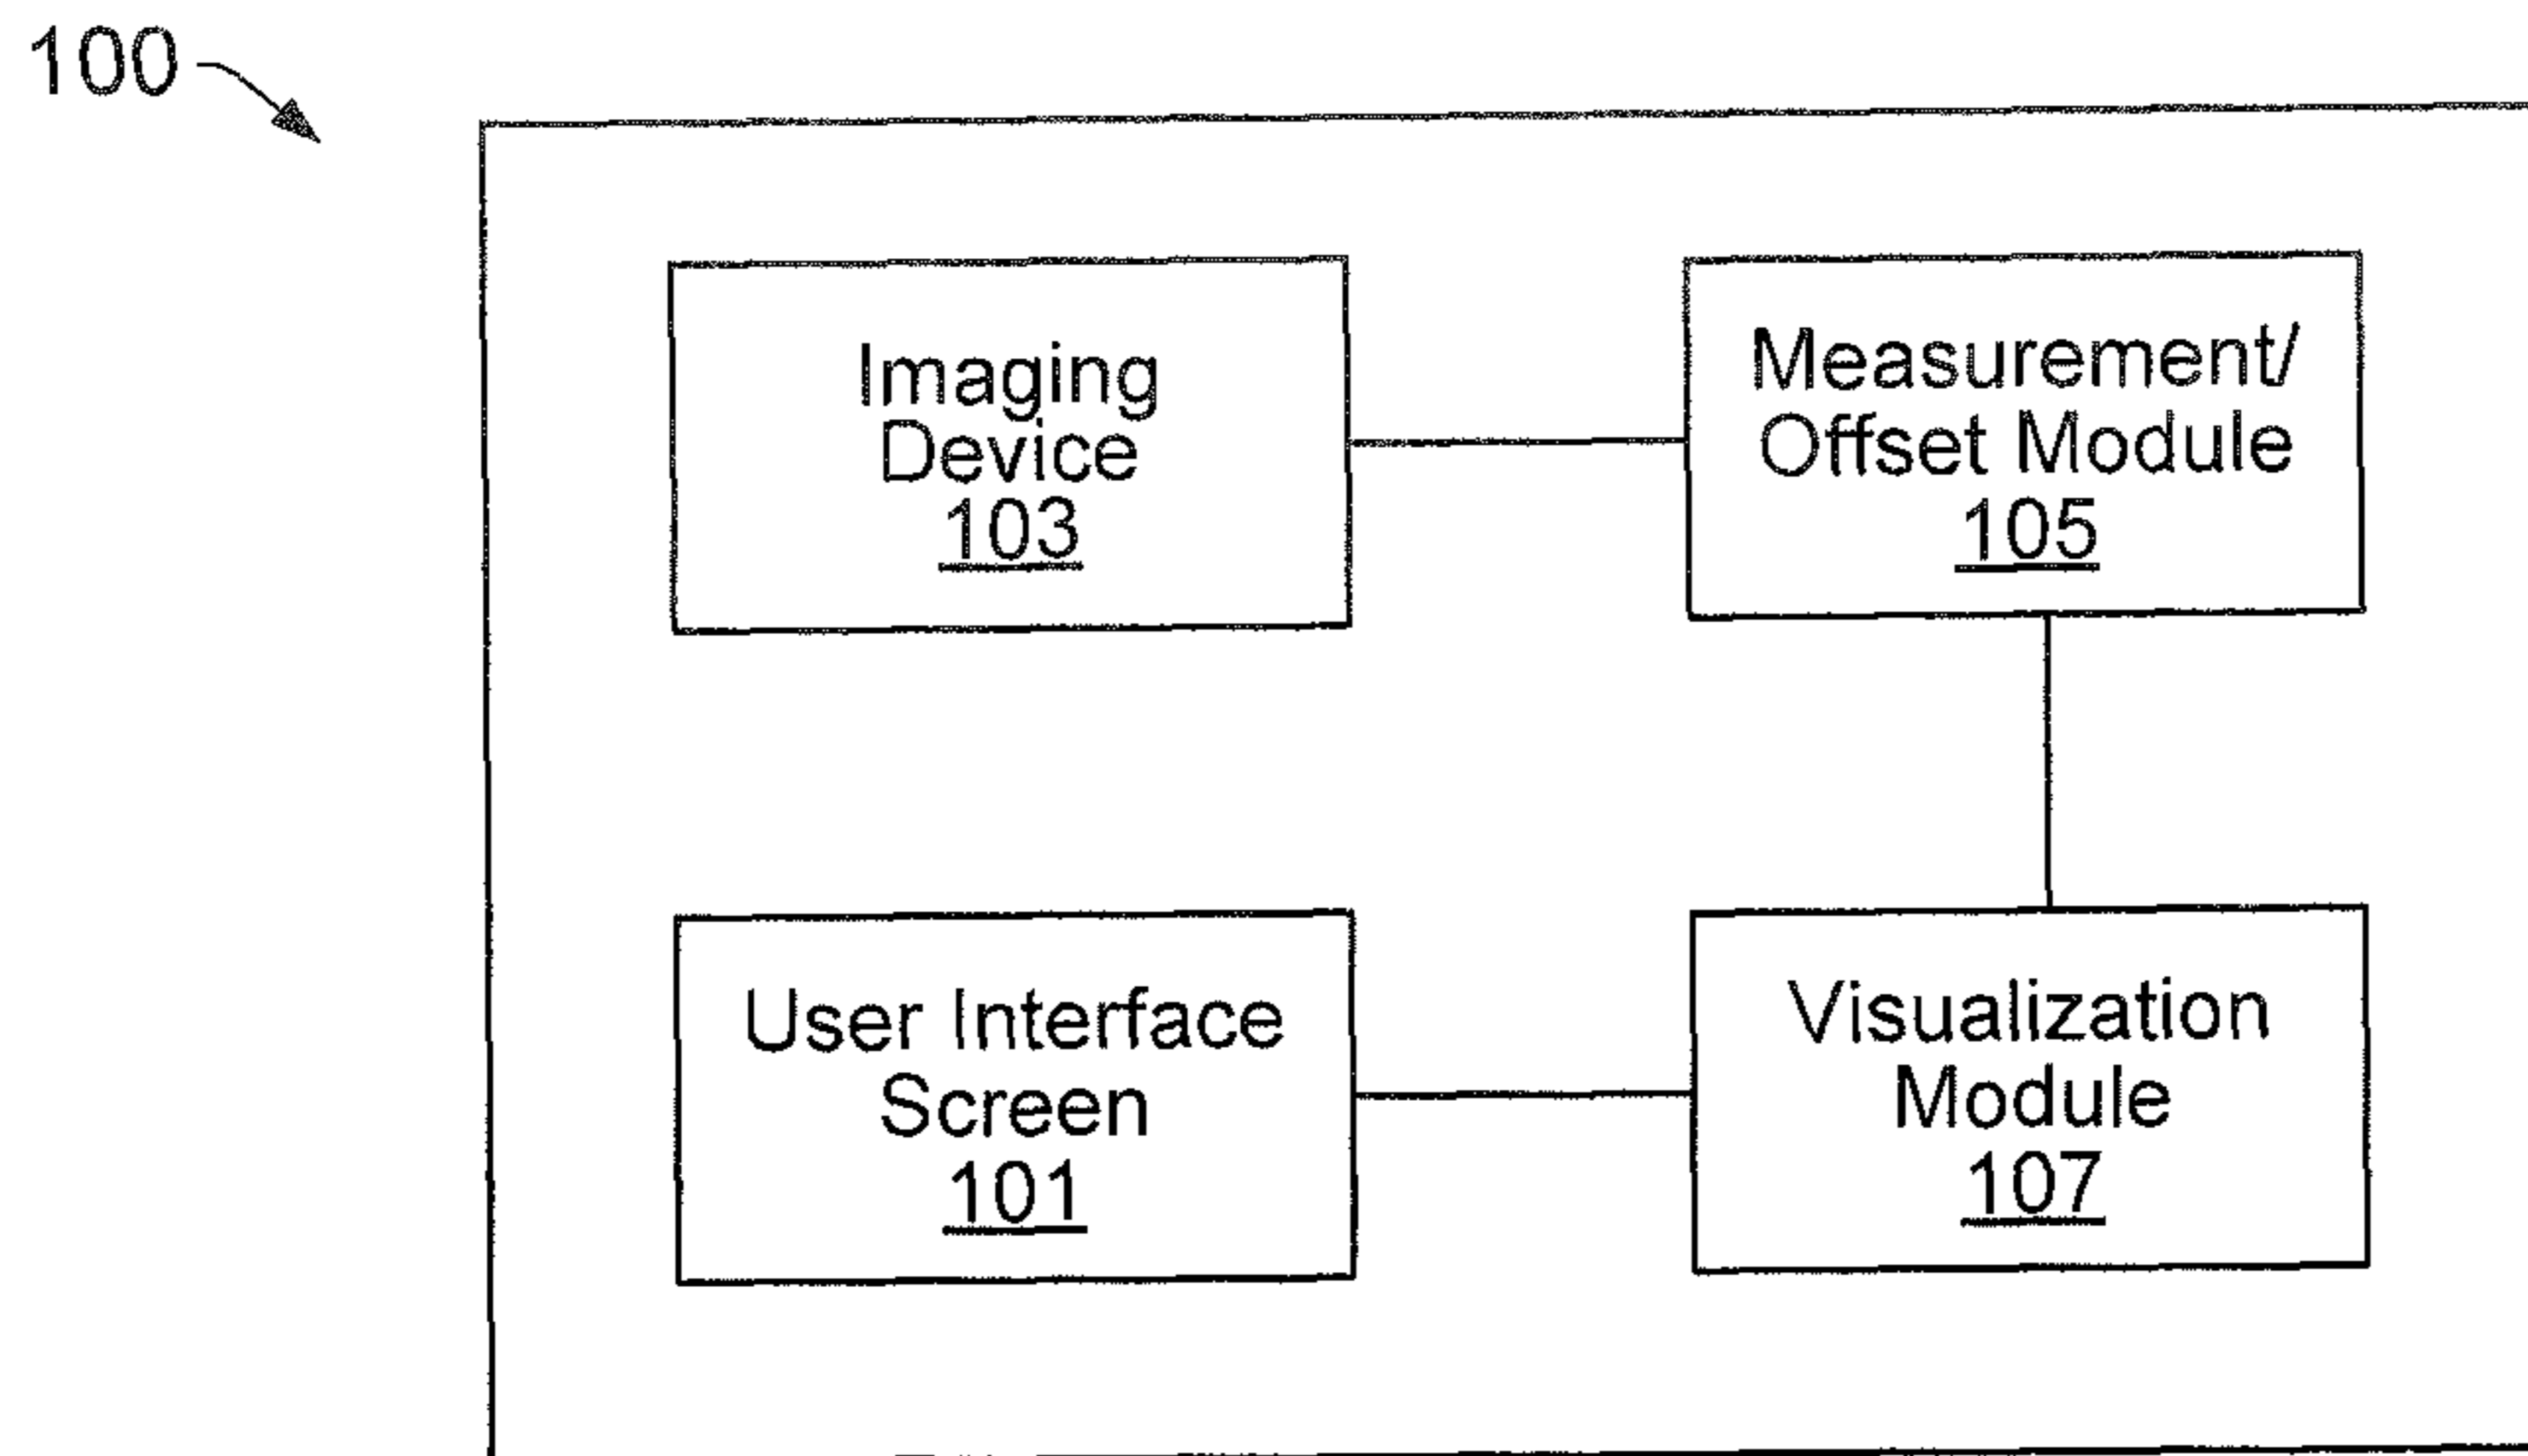 100
Imaging
Device
103
Measurement/
Offset Module
105
User Interface
Screen
101
Visualization
Module
107